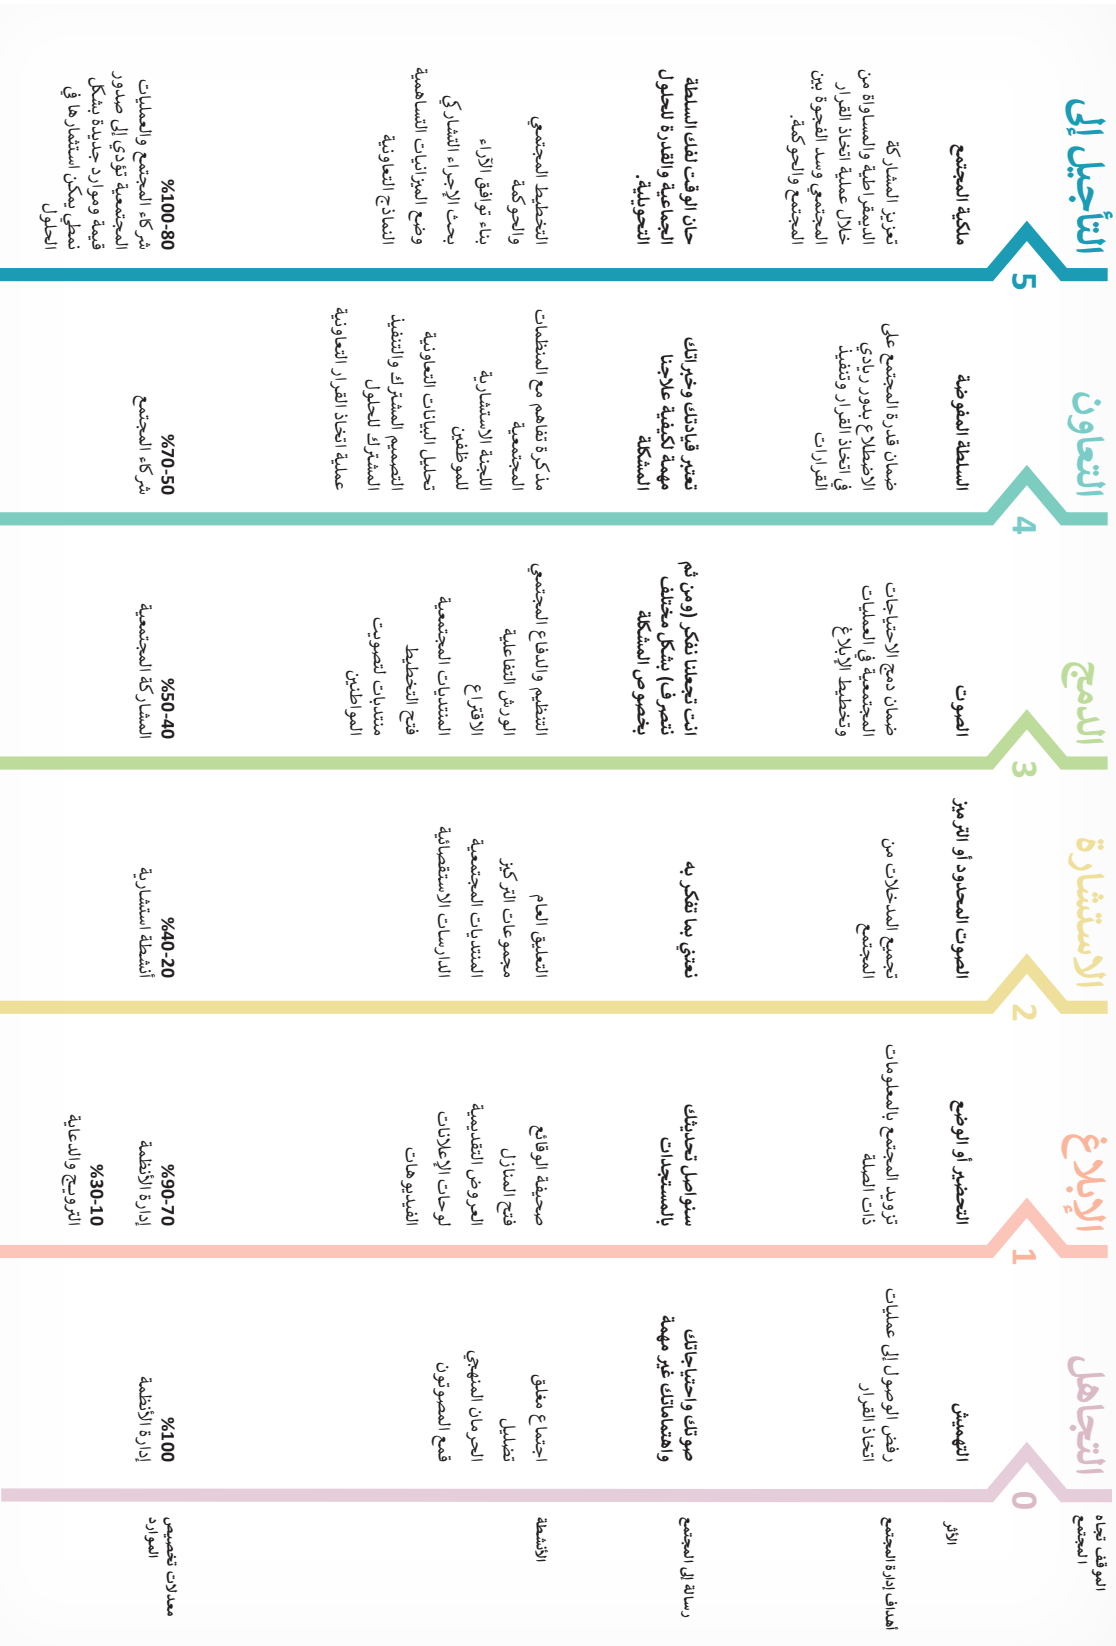 الموقف تجاه
المجتمع
الأثر
أهداف إدارة المجتمع
رسالة إلى المجتمع
الأنشطة
معدلات تخصيص
الموارد
التجاهل
0
التهميش
رفض الوصول إلى عمليات
اتخاذ القرار
صوتك واحتياجاتك
واهتماماتك غير مهمة
اجتماع مغلق
تضليل
الحرمان المنهجي
قمع المصوتون
%100
إدارة الأنظمة
الإبلاغ
1
التحضير أو الوضع
تزويد المجتمع بالمعلومات
ذات الصلة
سنواصل تحديثك
بالمستجدات
صحيفة الوقائع
فتح المنازل
العروض التقديمية
لوحات الإعلانات
الفيديوهات
%90-70
إدارة الأنظمة
%30-10
الترويج والدعاية
الاستشارة
2
الصوت المحدود أو الترميز
تجميع المدخلات من
المجتمع
نعتني بما تفكر به
التعليق العام
مجموعات التركيز
المنتديات المجتمعية
الدارسات الاستقصائية
%40-20
أنشطة استشارية
الدمج
3
الصوت
ضمان دمج الاحتياجات
المجتمعية في العمليات
وتخطيط الإبلاغ
انت تجعلنا نفكر (ومن ثم
نتصرف) بشكل مختلف
بخصوص المشكلة
التنظيم والدفاع المجتمعي
الورش التفاعلية
الاقتراع
المنتديات المجتمعية
فتح التخطيط
منتديات لتصويت
المواطنين
%50-40
المشاركة المجتمعية
التعاون
4
السلطة المفوضة
ضمان قدرة المجتمع على
الاضطلاع بدور ريادي
في اتخاذ القرار وتنفيذ
القرارات
تعتبر قيادتك وخبراتك
مهمة لكيفية علاجنا
المشكلة
مذكرة تفاهم مع المنظمات
المجتمعية
اللجنة الاستشارية
للموظفين
تحليل البيانات التعاونية
التصميم المشترك والتنفيذ
المشترك للحلول
عملية اتخاذ القرار التعاونية
%70-50
شركاء المجتمع
التأجيل إلى
5
ملكية المجتمع
تعزيز المشاركة
الديمقراطية والمساواة من
خلال عملية اتخاذ القرار
المجتمعي وسد الفجوة بين
المجتمع والحوكمة.
حان الوقت لفك السلطة
الجماعية والقدرة للحلول
التحويلية.
التخطيط المجتمعي
والحوكمة
بناء توافق الآراء
بحث الإجراء التشاركي
وضع الميزانيات التساهمية
النماذج التعاونية
%100-80
شركاء المجتمع والعمليات
المجتمعية تؤدي إلى صدور
قيمة وموارد جديدة بشكل
نمطي يمكن استثمارها في
الحلول